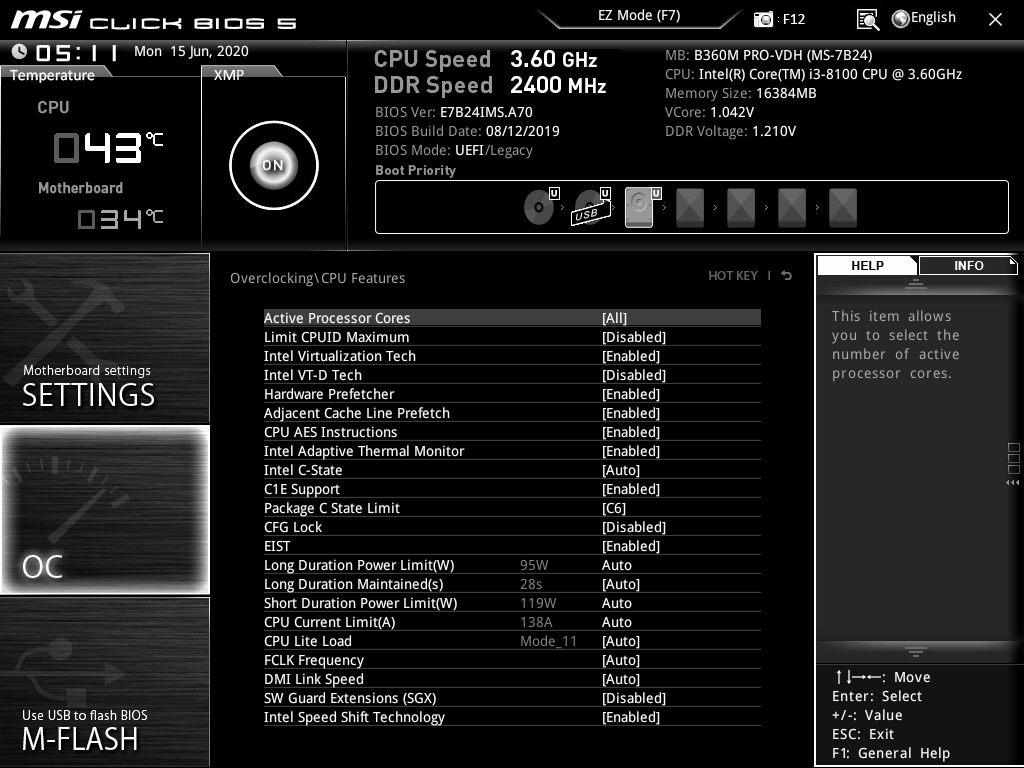 msi CLICK BIOS 5
EZ Mode (F7)
: F12
English
05:11 Mon 15 Jun, 2020
Temperature
CPU
043°C
Motherboard
034°C
XMP
ON
CPU Speed 3.60 GHz
DDR Speed 2400 MHz
BIOS Ver: E7B24IMS.A70
BIOS Build Date: 08/12/2019
BIOS Mode: UEFI/Legacy
Boot Priority
MB: B360M PRO-VDH (MS-7B24)
CPU: Intel(R) Core(TM) i3-8100 CPU @ 3.60GHz
Memory Size: 16384MB
VCore: 1.042V
DDR Voltage: 1.210V
U
USB U
U
Motherboard settings
SETTINGS
OC
Use USB to flash BIOS
M-FLASH
Overclocking\CPU Features
HOT KEY |
Active Processor Cores [All]
Limit CPUID Maximum [Disabled]
Intel Virtualization Tech [Enabled]
Intel VT-D Tech [Disabled]
Hardware Prefetcher [Enabled]
Adjacent Cache Line Prefetch [Enabled]
CPU AES Instructions [Enabled]
Intel Adaptive Thermal Monitor [Enabled]
Intel C-State [Auto]
C1E Support [Enabled]
Package C State Limit [C6]
CFG Lock [Disabled]
EIST [Enabled]
Long Duration Power Limit(W) 95W Auto
Long Duration Maintained(s) 28s [Auto]
Short Duration Power Limit(W) 119W Auto
CPU Current Limit(A) 138A Auto
CPU Lite Load Mode_11 [Auto]
FCLK Frequency [Auto]
DMI Link Speed [Auto]
SW Guard Extensions (SGX) [Disabled]
Intel Speed Shift Technology [Enabled]
HELP
INFO
This item allows
you to select the
number of active
processor cores.
↑↓→←: Move
Enter: Select
+/-: Value
ESC: Exit
F1: General Help